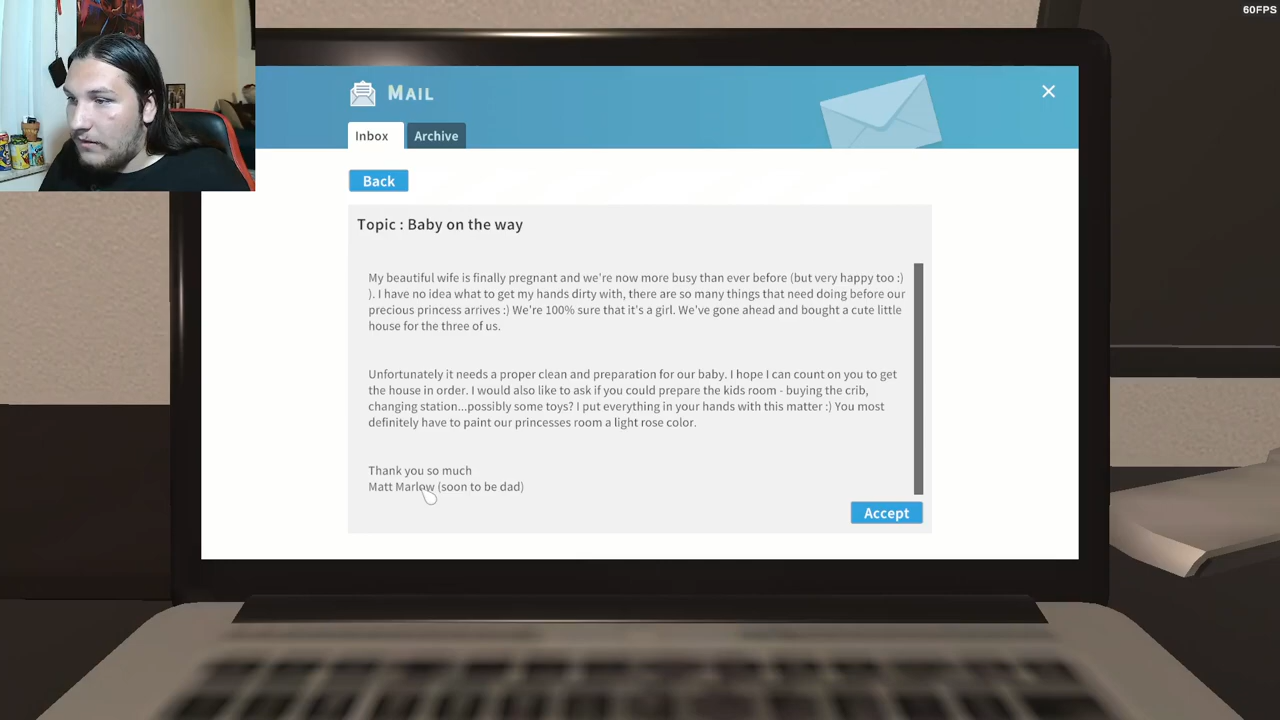 60FPS
MAIL
Inbox
Archive
Back
Topic : Baby on the way
My beautiful wife is finally pregnant and we're now more busy than ever before (but very happy too :)
). I have no idea what to get my hands dirty with, there are so many things that need doing before our
precious princess arrives :) We're 100% sure that it's a girl. We've gone ahead and bought a cute little
house for the three of us.
Unfortunately it needs a proper clean and preparation for our baby. I hope I can count on you to get
the house in order. I would also like to ask if you could prepare the kids room - buying the crib,
changing station...possibly some toys? I put everything in your hands with this matter :) You most
definitely have to paint our princesses room a light rose color.
Thank you so much
Matt Marlow (soon to be dad)
Accept